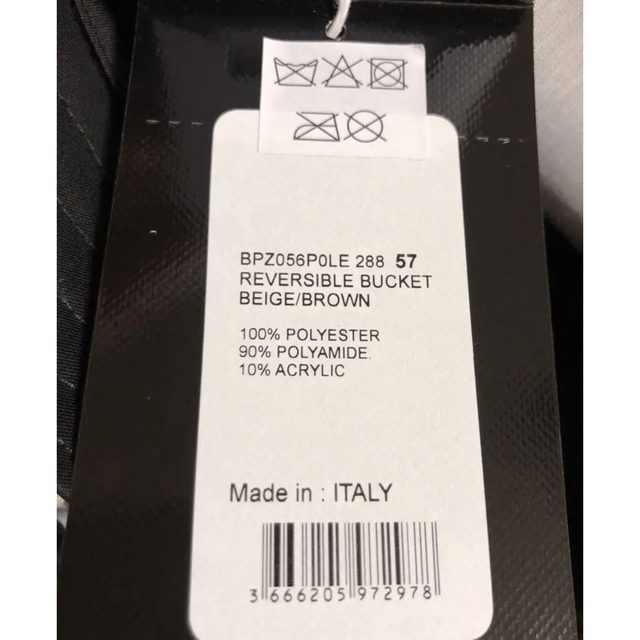 BPZ056P0LE 288 57
REVERSIBLE BUCKET
BEIGE/BROWN
100% POLYESTER
90% POLYAMIDE.
10% ACRYLIC
Made in : ITALY
3 666205 972978